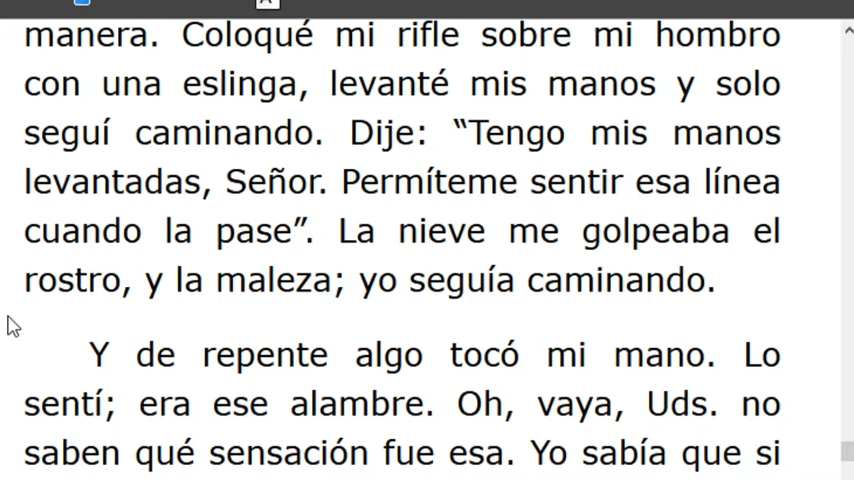 manera. Coloqué mi rifle sobre mi hombro
con una eslinga, levanté mis manos y solo
seguí caminando. Dije: “Tengo mis manos
levantadas, Señor. Permíteme sentir esa línea
cuando la pase”. La nieve me golpeaba el
rostro, y la maleza; yo seguía caminando.
Y de repente algo tocó mi mano. Lo
sentí; era ese alambre. Oh, vaya, Uds. no
saben qué sensación fue esa. Yo sabía que si